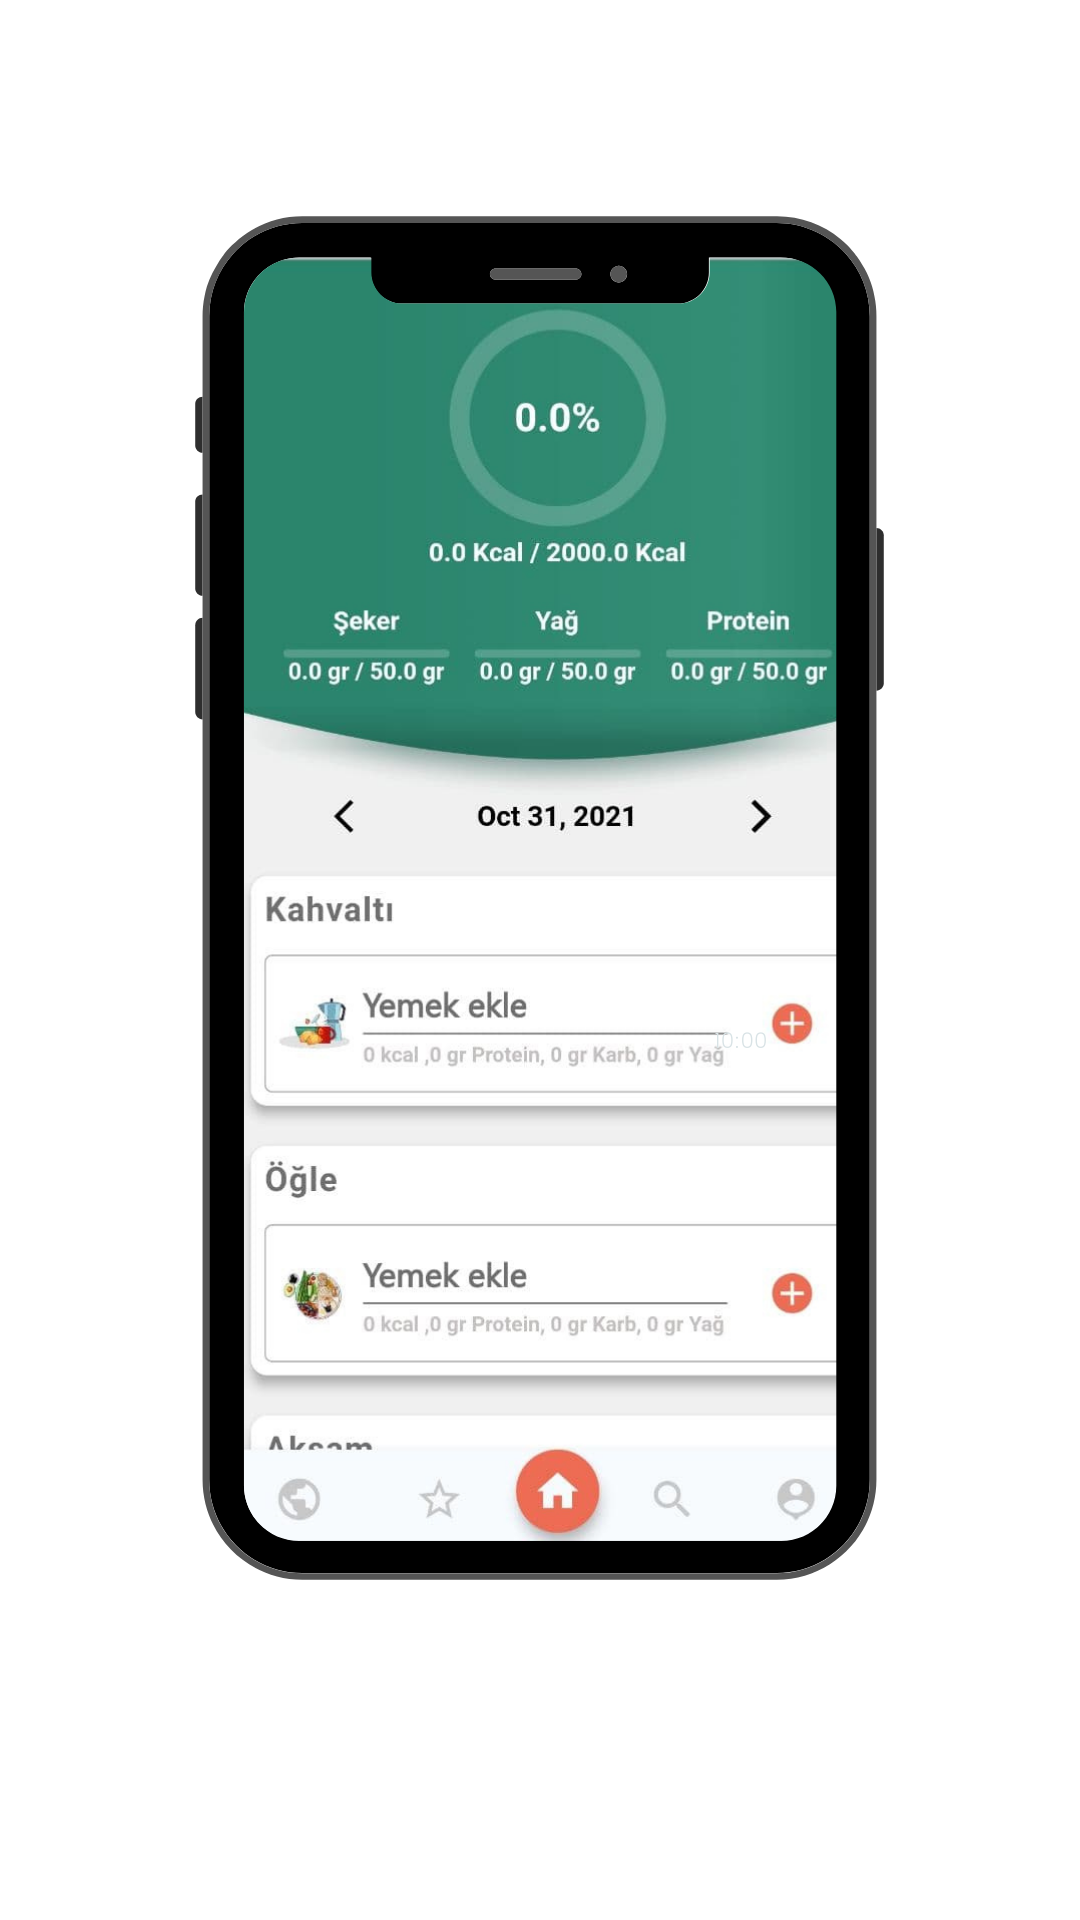 0.0%
0.0 Kcal / 2000.0 Kcal
Şeker Yağ Protein
0.0 gr / 50.0 gr 0.0 gr / 50.0 gr 0.0 gr / 50.0 gr
Oct 31, 2021
Kahvaltı
Yemek ekle
10:00
0 kcal ,0 gr Protein, 0 gr Karb, 0 gr Yağ
Öğle
Yemek ekle
0 kcal ,0 gr Protein, 0 gr Karb, 0 gr Yağ
Akşam